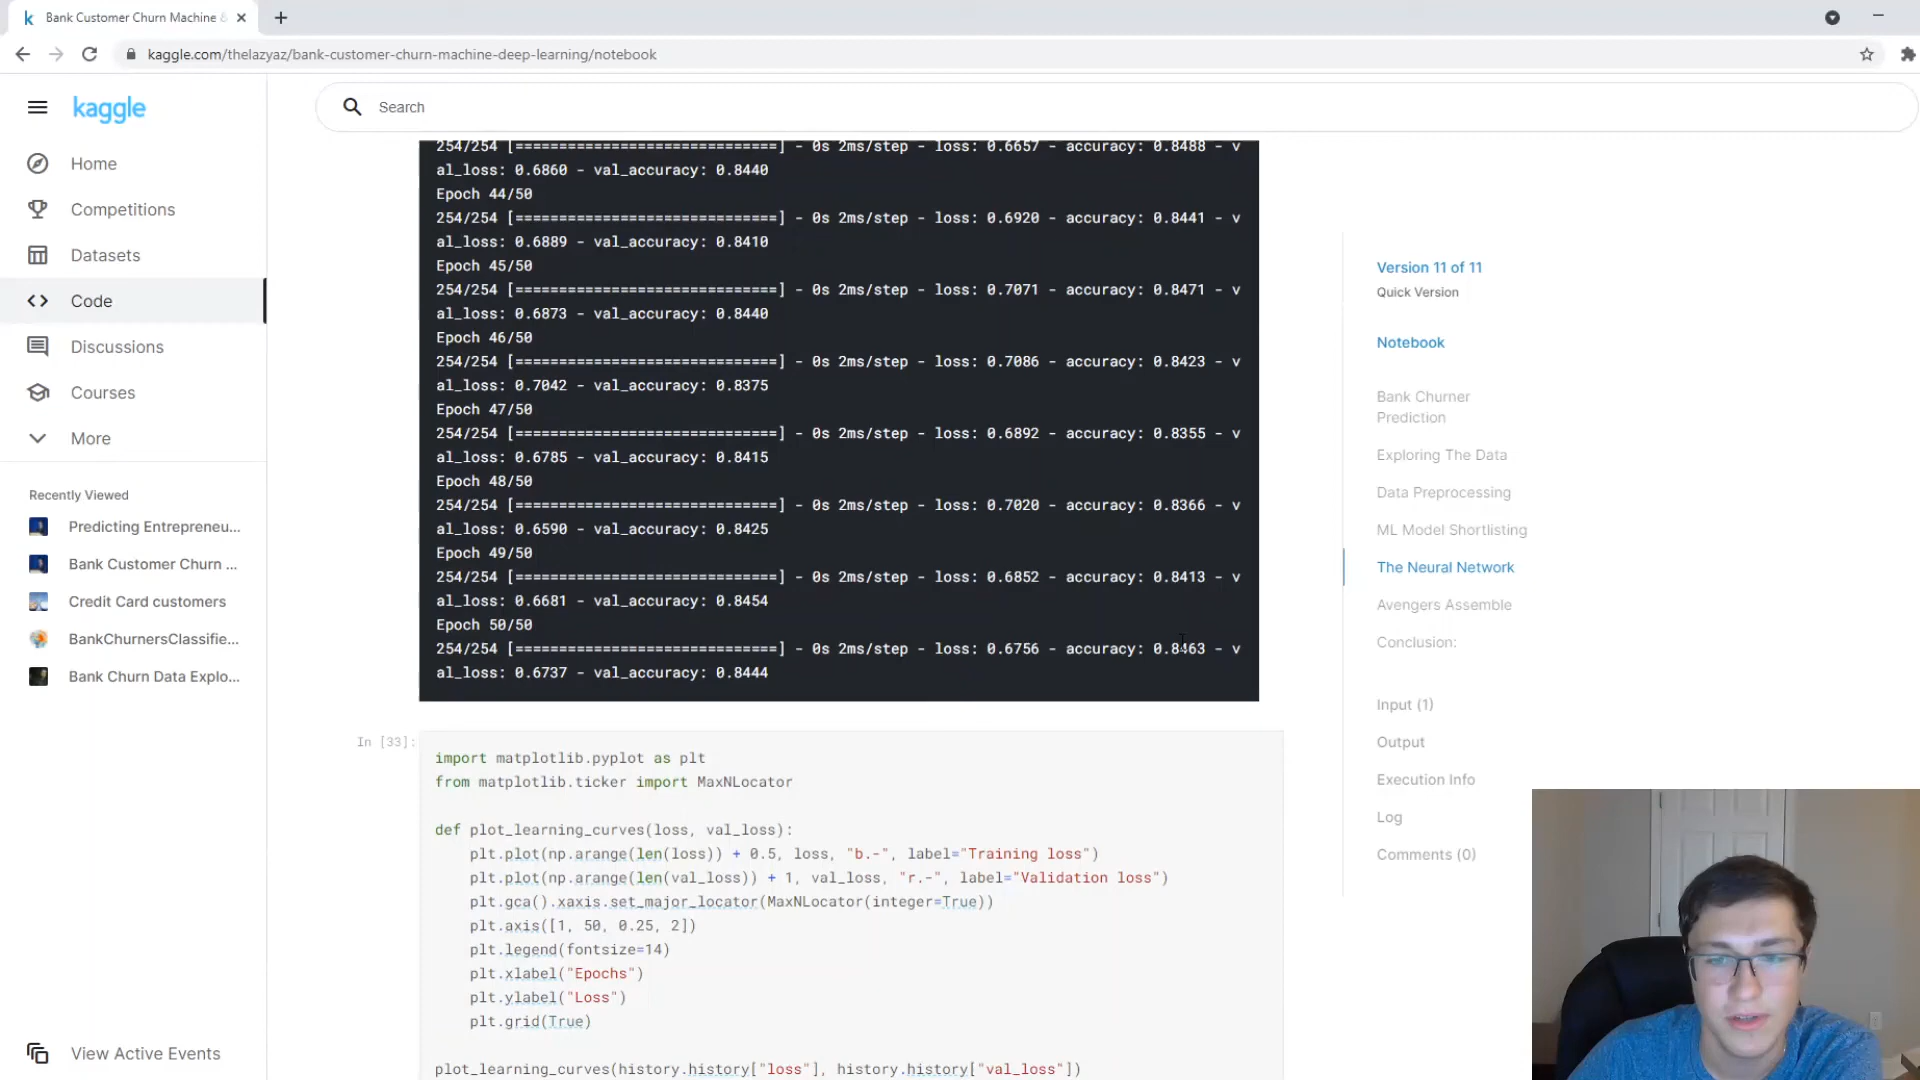 Bank Customer Churn Machine &
kaggle.com/thelazyaz/bank-customer-churn-machine-deep-learning/notebook
kaggle
Search
Home
Competitions
Datasets
Code
Discussions
Courses
More
Recently Viewed
Predicting Entrepreneu...
Bank Customer Churn ...
Credit Card customers
BankChurnersClassifie...
Bank Churn Data Explo...
View Active Events
254/254 [==============================] - 0s 2ms/step - loss: 0.6657 - accuracy: 0.8488 - v
al_loss: 0.6860 - val_accuracy: 0.8440
Epoch 44/50
254/254 [==============================] - 0s 2ms/step - loss: 0.6920 - accuracy: 0.8441 - v
al_loss: 0.6889 - val_accuracy: 0.8410
Epoch 45/50
254/254 [==============================] - 0s 2ms/step - loss: 0.7071 - accuracy: 0.8471 - v
al_loss: 0.6873 - val_accuracy: 0.8440
Epoch 46/50
254/254 [==============================] - 0s 2ms/step - loss: 0.7086 - accuracy: 0.8423 - v
al_loss: 0.7042 - val_accuracy: 0.8375
Epoch 47/50
254/254 [==============================] - 0s 2ms/step - loss: 0.6892 - accuracy: 0.8355 - v
al_loss: 0.6785 - val_accuracy: 0.8415
Epoch 48/50
254/254 [==============================] - 0s 2ms/step - loss: 0.7020 - accuracy: 0.8366 - v
al_loss: 0.6590 - val_accuracy: 0.8425
Epoch 49/50
254/254 [==============================] - 0s 2ms/step - loss: 0.6852 - accuracy: 0.8413 - v
al_loss: 0.6681 - val_accuracy: 0.8454
Epoch 50/50
254/254 [==============================] - 0s 2ms/step - loss: 0.6756 - accuracy: 0.8463 - v
al_loss: 0.6737 - val_accuracy: 0.8444
In [33]:
import matplotlib.pyplot as plt
from matplotlib.ticker import MaxNLocator
def plot_learning_curves(loss, val_loss):
plt.plot(np.arange(len(loss)) + 0.5, loss, "b.-", label="Training loss")
plt.plot(np.arange(len(val_loss)) + 1, val_loss, "r.-", label="Validation loss")
plt.gca().xaxis.set_major_locator(MaxNLocator(integer=True))
plt.axis([1, 50, 0.25, 2])
plt.legend(fontsize=14)
plt.xlabel("Epochs")
plt.ylabel("Loss")
plt.grid(True)
plot_learning_curves(history.history["loss"], history.history["val_loss"])
Version 11 of 11
Quick Version
Notebook
Bank Churner
Prediction
Exploring The Data
Data Preprocessing
ML Model Shortlisting
The Neural Network
Avengers Assemble
Conclusion:
Input (1)
Output
Execution Info
Log
Comments (0)